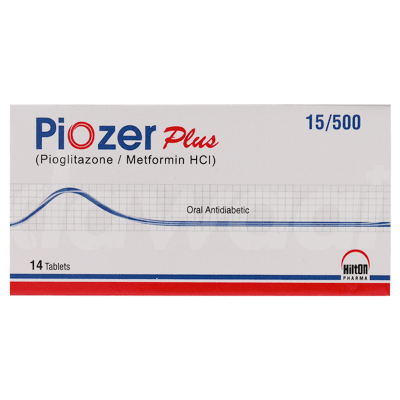 15/500
PiOzer Plus
(Pioglitazone / Metformin HCl)
Oral Antidiabetic
14 Tablets
Hilton
PHARMA